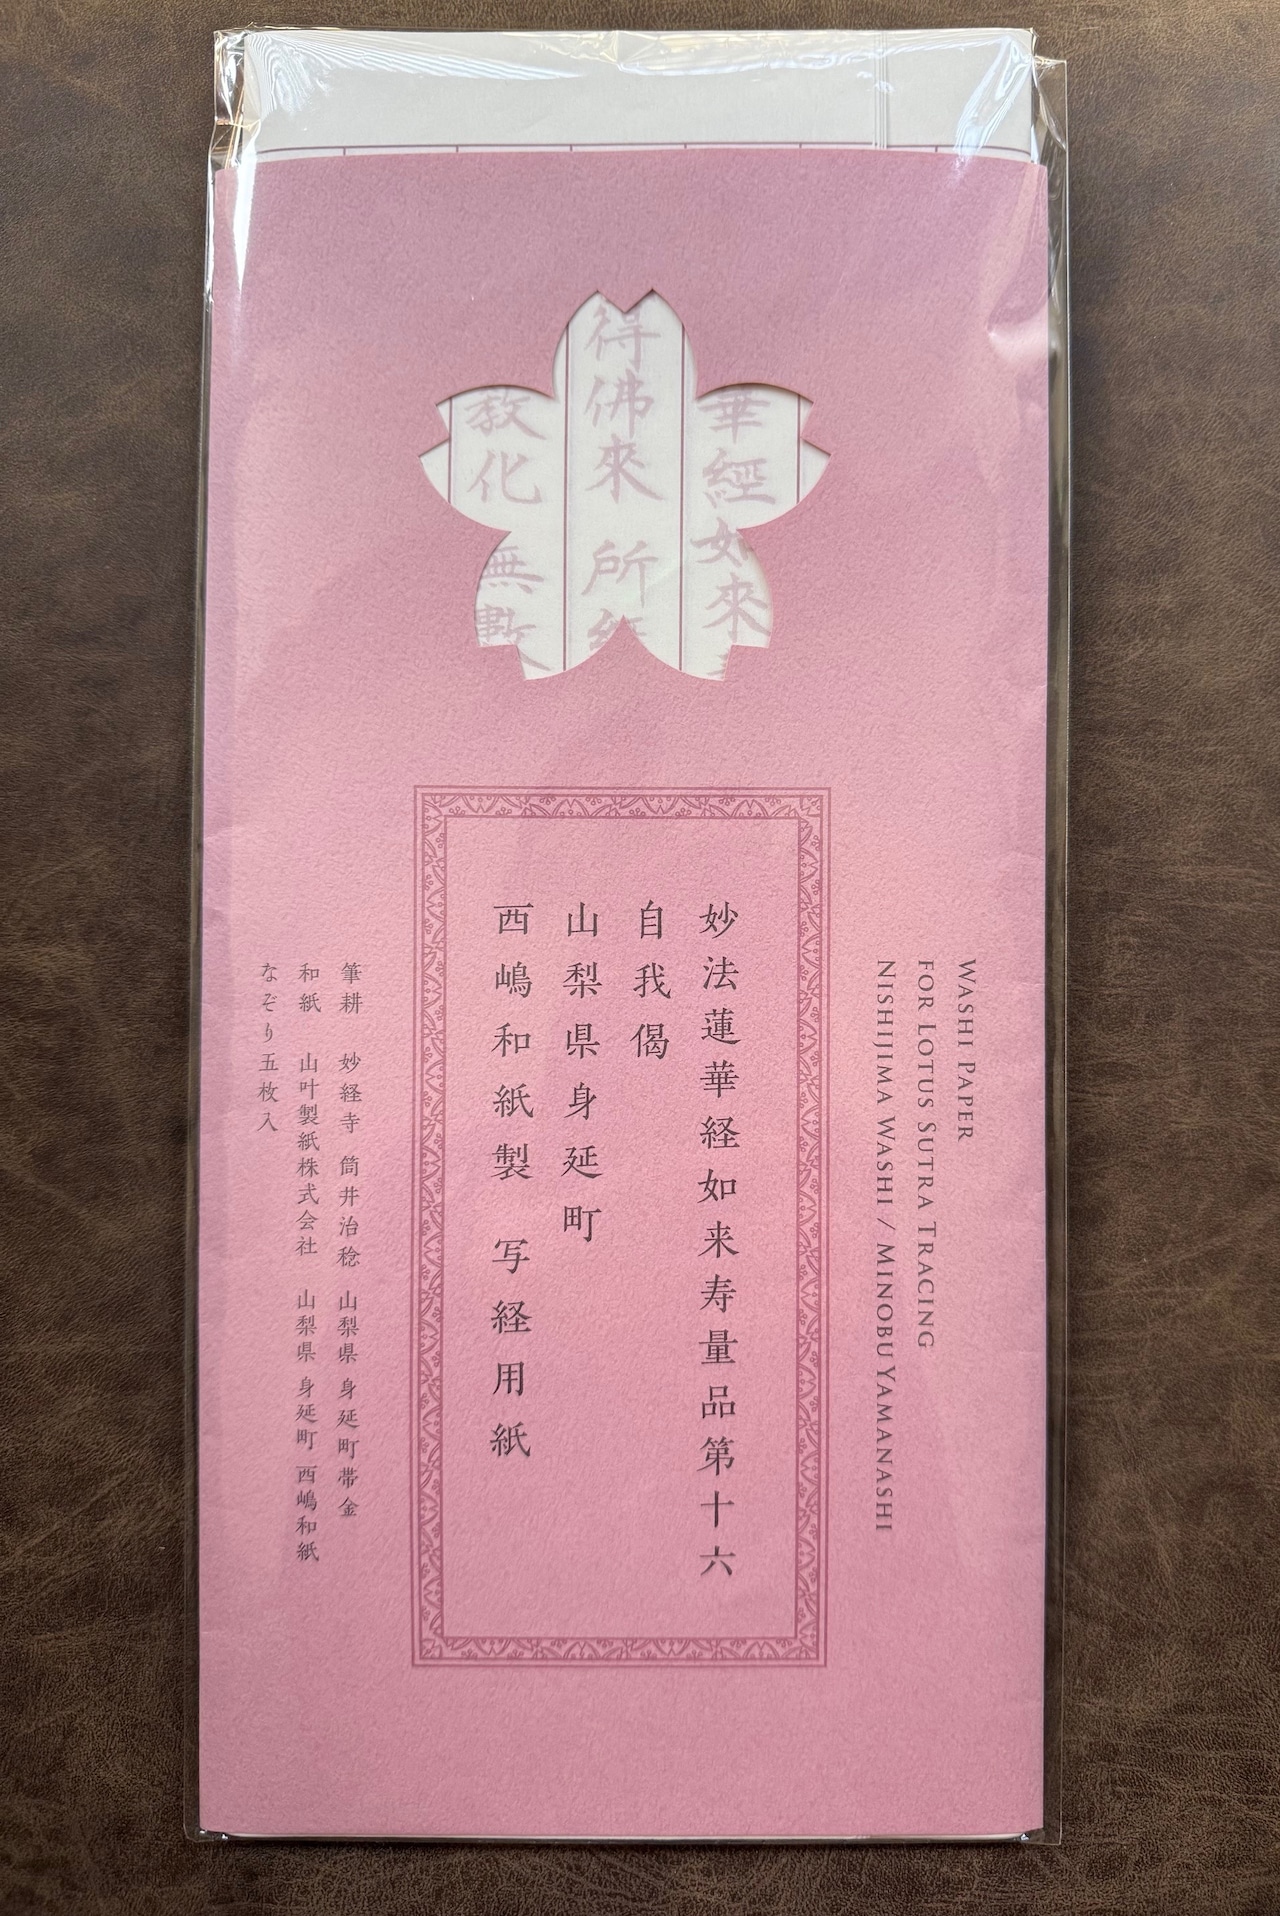 華經如來
得佛來 所經
教化 無數
WASHI PAPER
FOR LOTUS SUTRA TRACING
NISHIJIMA WASHI / MINOBU YAMANASHI
妙法蓮華経如来寿量品第十六
自我偈
山梨県身延町
西嶋和紙製 写経用紙
筆耕 妙経寺 筒井治稔 山梨県 身延町帯金
和紙 山叶製紙株式会社 山梨県 身延町 西嶋和紙
なぞり五枚入